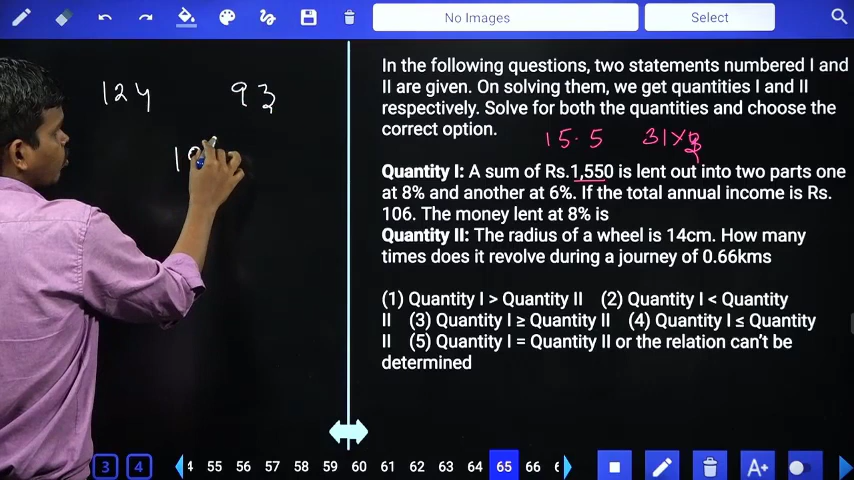 No Images
Select
124 93
10
In the following questions, two statements numbered I and
II are given. On solving them, we get quantities I and II
respectively. Solve for both the quantities and choose the
correct option.
15.5 31X
Quantity I: A sum of Rs.1,550 is lent out into two parts one
at 8% and another at 6%. If the total annual income is Rs.
106. The money lent at 8% is
Quantity II: The radius of a wheel is 14cm. How many
times does it revolve during a journey of 0.66kms
(1) Quantity I > Quantity II (2) Quantity I < Quantity
II (3) Quantity I ≥ Quantity II (4) Quantity I ≤ Quantity
II (5) Quantity I = Quantity II or the relation can't be
determined
3 4 55 56 57 58 59 60 61 62 63 64 65 66 A+